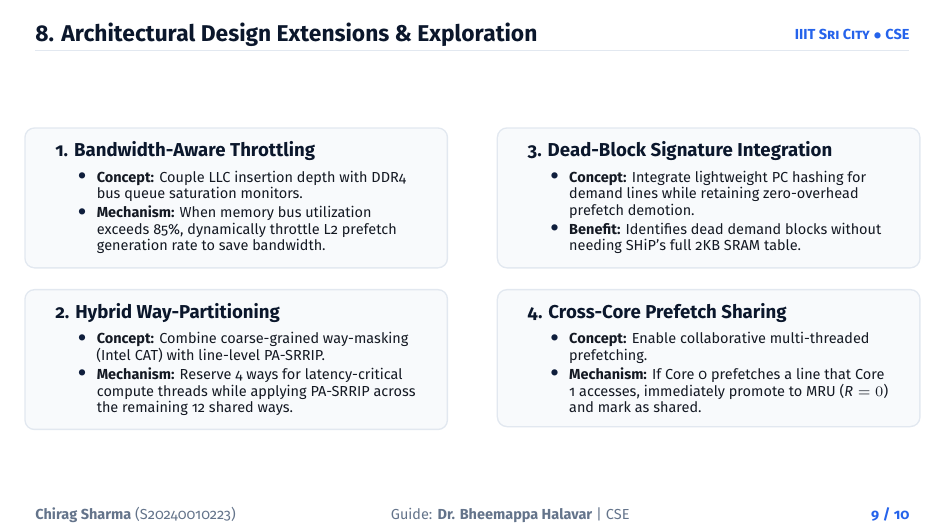 8. Architectural Design Extensions & Exploration
IIIT Sri City • CSE
1. Bandwidth-Aware Throttling
• Concept: Couple LLC insertion depth with DDR4
bus queue saturation monitors.
• Mechanism: When memory bus utilization
exceeds 85%, dynamically throttle L2 prefetch
generation rate to save bandwidth.
2. Hybrid Way-Partitioning
• Concept: Combine coarse-grained way-masking
(Intel CAT) with line-level PA-SRRIP.
• Mechanism: Reserve 4 ways for latency-critical
compute threads while applying PA-SRRIP across
the remaining 12 shared ways.
3. Dead-Block Signature Integration
• Concept: Integrate lightweight PC hashing for
demand lines while retaining zero-overhead
prefetch demotion.
• Benefit: Identifies dead demand blocks without
needing SHiP's full 2KB SRAM table.
4. Cross-Core Prefetch Sharing
• Concept: Enable collaborative multi-threaded
prefetching.
• Mechanism: If Core 0 prefetches a line that Core
1 accesses, immediately promote to MRU (R = 0)
and mark as shared.
Chirag Sharma (S20240010223)
Guide: Dr. Bheemappa Halavar | CSE
9 / 10